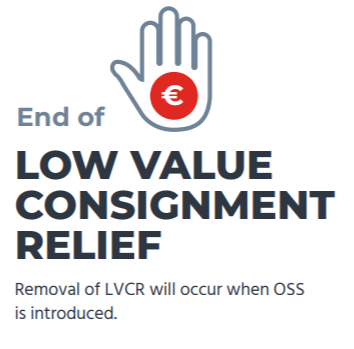 €
End of
LOW VALUE
CONSIGNMENT
RELIEF
Removal of LVCR will occur when OSS
is introduced.